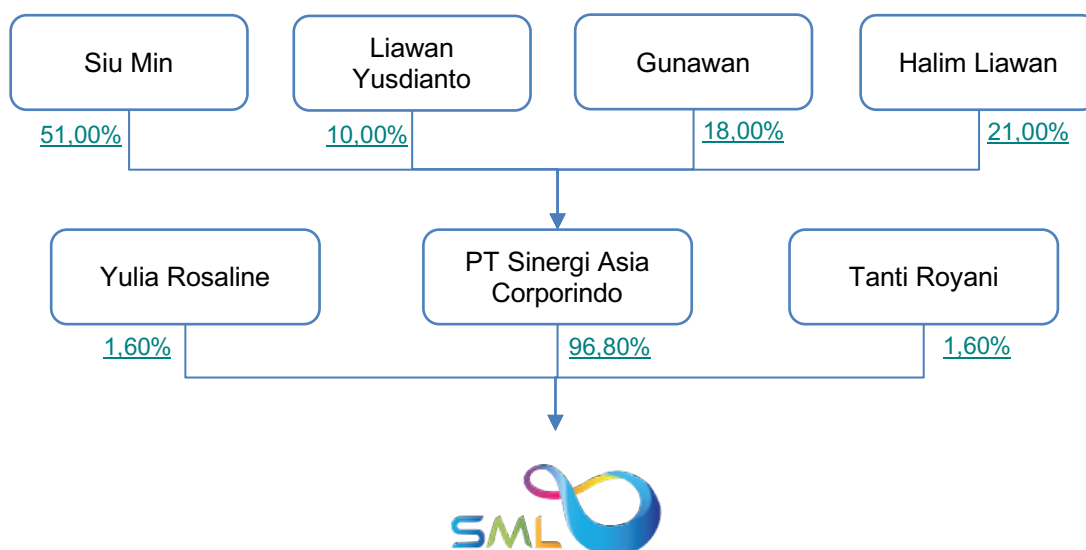 Siu Min
Liawan
Yusdianto
Gunawan
Halim Liawan
51,00%
10,00%
18,00%
21,00%
Yulia Rosaline
PT Sinergi Asia
Corporindo
Tanti Royani
1,60%
96,80%
1,60%
SML